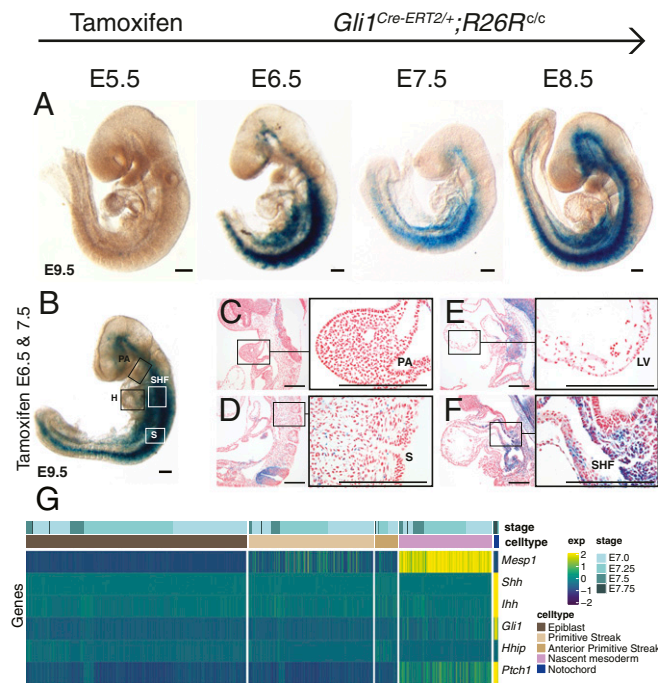 Tamoxifen
Gli1Cre-ERT2/+;R26Rc/c
E5.5 E6.5 E7.5 E8.5
A
E9.5
B
Tamoxifen E6.5 & 7.5
PA
SHF
H
S
E9.5
C
PA
D
S
E
LV
F
SHF
G
stage
celltype
Genes
Mesp1
Shh
Ihh
Gli1
Hhip
Ptch1
exp
2
1
0
−1
−2
stage
E7.0
E7.25
E7.5
E7.75
celltype
Epiblast
Primitive Streak
Anterior Primitive Streak
Nascent mesoderm
Notochord